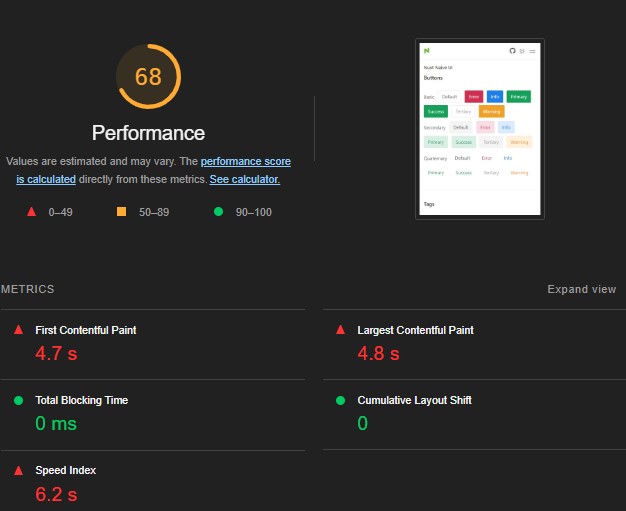 68
Performance
Values are estimated and may vary. The performance score
is calculated directly from these metrics. See calculator.
0–49
50–89
90–100
Buttons
Basic Default Error Info Primary
Success Tertiary Warning
Secondary Default Error Info
Primary Success Tertiary Warning
Quaternary Default Error Info
Primary Success Tertiary Warning
Tags
METRICS
Expand view
First Contentful Paint
4.7 s
Largest Contentful Paint
4.8 s
Total Blocking Time
0 ms
Cumulative Layout Shift
0
Speed Index
6.2 s